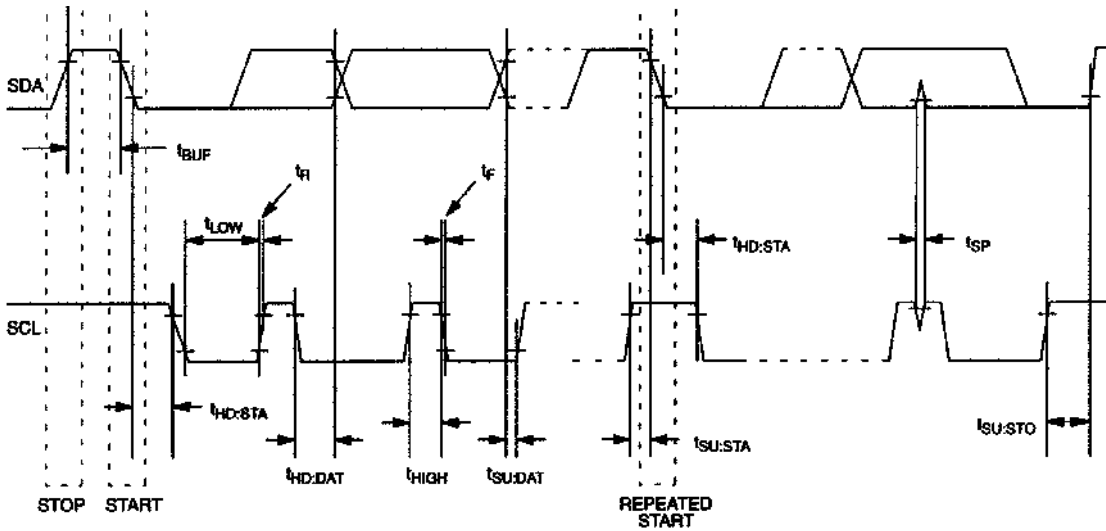 SDA
tBUF
tR
tF
tLOW
tHD:STA
tSP
SCL
tHD:STA
tSU:STA
tSU:STO
tHD:DAT
tHIGH
tSU:DAT
STOP
START
REPEATED
START